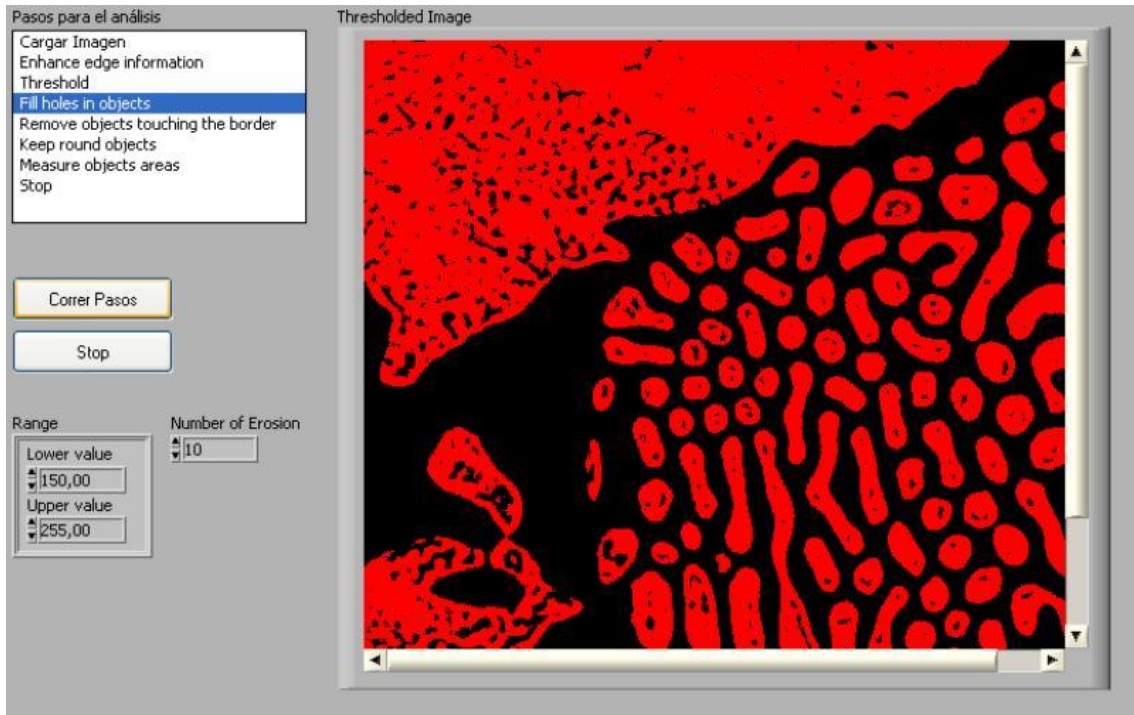 Pasos para el análisis
Cargar Imagen
Enhance edge information
Threshold
Fill holes in objects
Remove objects touching the border
Keep round objects
Measure objects areas
Stop
Correr Pasos
Stop
Range
Lower value
150,00
Upper value
255,00
Number of Erosion
10
Thresholded Image